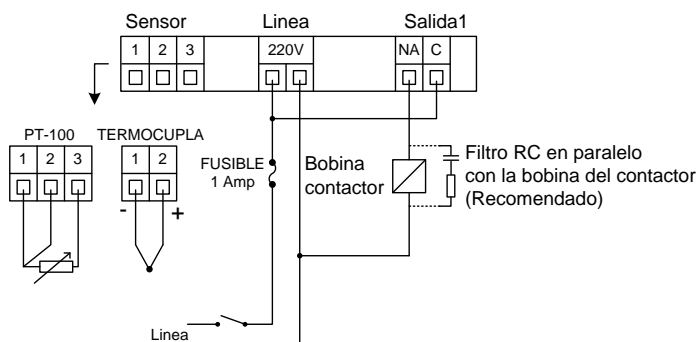 Sensor Linea Salida1
1 2 3 220V NA C
PT-100 TERMOCUPLA
1 2 3 1 2
- +
FUSIBLE
1 Amp
Bobina
contactor
Filtro RC en paralelo
con la bobina del contactor
(Recomendado)
Linea